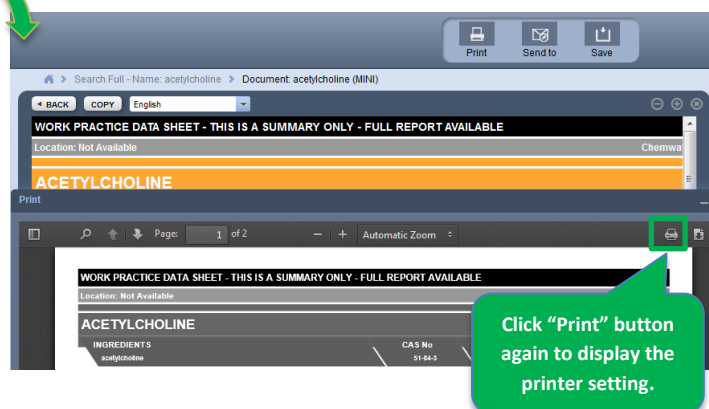 Print Send to Save
Search Full - Name: acetylcholine > Document: acetylcholine (MINI)
BACK COPY English
WORK PRACTICE DATA SHEET - THIS IS A SUMMARY ONLY - FULL REPORT AVAILABLE
Location: Not Available Chemwa
ACETYLCHOLINE
Print
Page: 1 of 2 Automatic Zoom
WORK PRACTICE DATA SHEET - THIS IS A SUMMARY ONLY - FULL REPORT AVAILABLE
Location: Not Available
ACETYLCHOLINE
INGREDIENTS CAS No
acetylcholine 51-84-3
Click “Print” button
again to display the
printer setting.